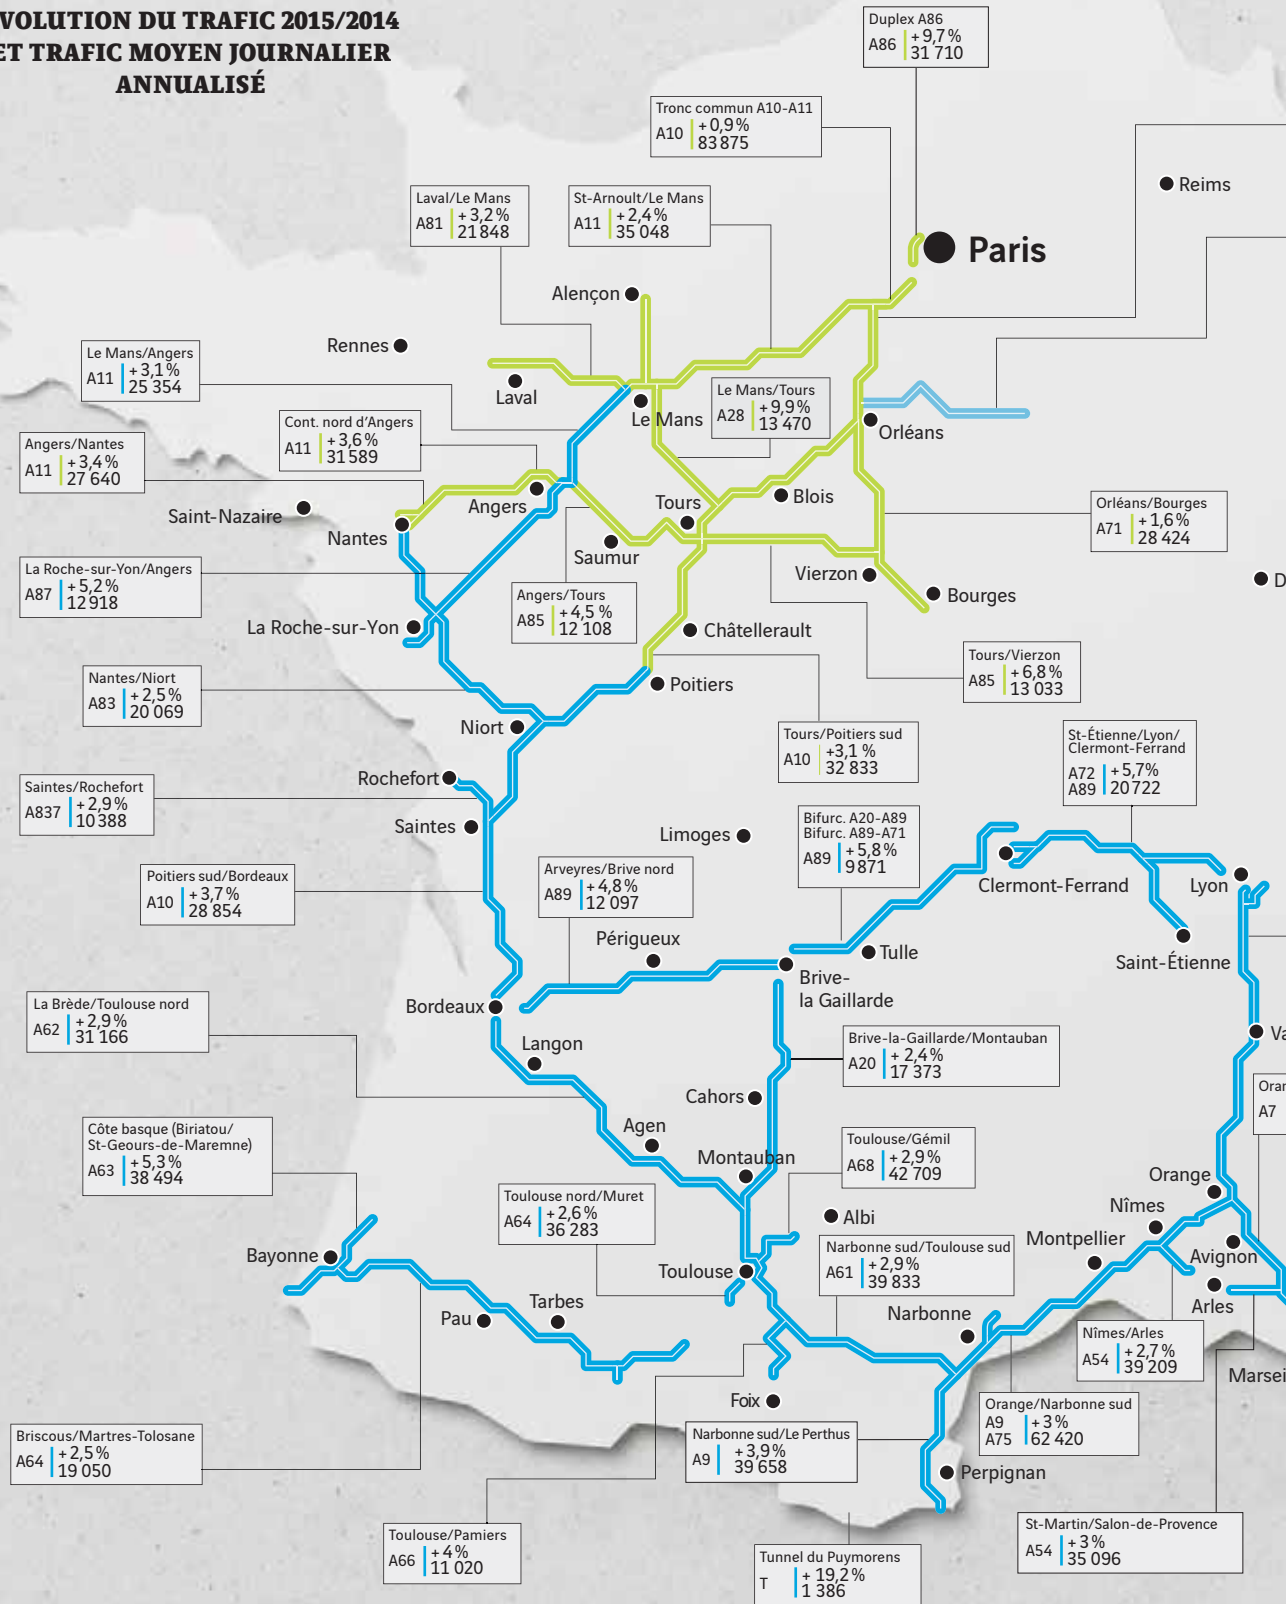 VOLUTION DU TRAFIC 2015/2014
ET TRAFIC MOYEN JOURNALIER
ANNUALISÉ
Duplex A86
A86 + 9,7 %
31 710
Tronc commun A10-A11
A10 + 0,9 %
83 875
Reims
Laval/Le Mans
A81 + 3,2 %
21 848
St-Arnoult/Le Mans
A11 + 2,4 %
35 048
Paris
Alençon
Rennes
Le Mans/Angers
A11 + 3,1 %
25 354
Laval
Le Mans
Le Mans/Tours
A28 + 9,9 %
13 470
Orléans
Cont. nord d'Angers
A11 + 3,6 %
31 589
Angers/Nantes
A11 + 3,4 %
27 640
Saint-Nazaire
Nantes
Angers
Tours
Blois
Saumur
Orléans/Bourges
A71 + 1,6 %
28 424
La Roche-sur-Yon/Angers
A87 + 5,2 %
12 918
Vierzon
Bourges
D
Angers/Tours
A85 + 4,5 %
12 108
La Roche-sur-Yon
Châtellerault
Tours/Vierzon
A85 + 6,8 %
13 033
Nantes/Niort
A83 + 2,5 %
20 069
Poitiers
Niort
Tours/Poitiers sud
A10 +3,1 %
32 833
St-Étienne/Lyon/
Clermont-Ferrand
A72 + 5,7%
A89 20 722
Rochefort
Saintes/Rochefort
A837 + 2,9 %
10 388
Saintes
Limoges
Bifurc. A20-A89
Bifurc. A89-A71
A89 + 5,8 %
9 871
Poitiers sud/Bordeaux
A10 + 3,7 %
28 854
Arveyres/Brive nord
A89 + 4,8 %
12 097
Clermont-Ferrand
Lyon
Périgueux
Tulle
Saint-Étienne
Brive-
la Gaillarde
La Brède/Toulouse nord
A62 + 2,9 %
31 166
Bordeaux
Langon
Va
Brive-la-Gaillarde/Montauban
A20 + 2,4 %
17 373
Cahors
Oran
A7
Côte basque (Biriatou/
St-Geours-de-Maremne)
A63 + 5,3 %
38 494
Agen
Montauban
Toulouse/Gémil
A68 + 2,9 %
42 709
Orange
Toulouse nord/Muret
A64 + 2,6 %
36 283
Albi
Nîmes
Montpellier
Avignon
Bayonne
Toulouse
Narbonne sud/Toulouse sud
A61 + 2,9 %
39 833
Arles
Pau
Tarbes
Narbonne
Nîmes/Arles
A54 + 2,7 %
39 209
Marsei
Foix
Orange/Narbonne sud
A9 + 3 %
A75 62 420
Briscous/Martres-Tolosane
A64 + 2,5 %
19 050
Narbonne sud/Le Perthus
A9 + 3,9 %
39 658
Perpignan
Toulouse/Pamiers
A66 + 4 %
11 020
St-Martin/Salon-de-Provence
A54 + 3 %
35 096
Tunnel du Puymorens
T + 19,2 %
1 386